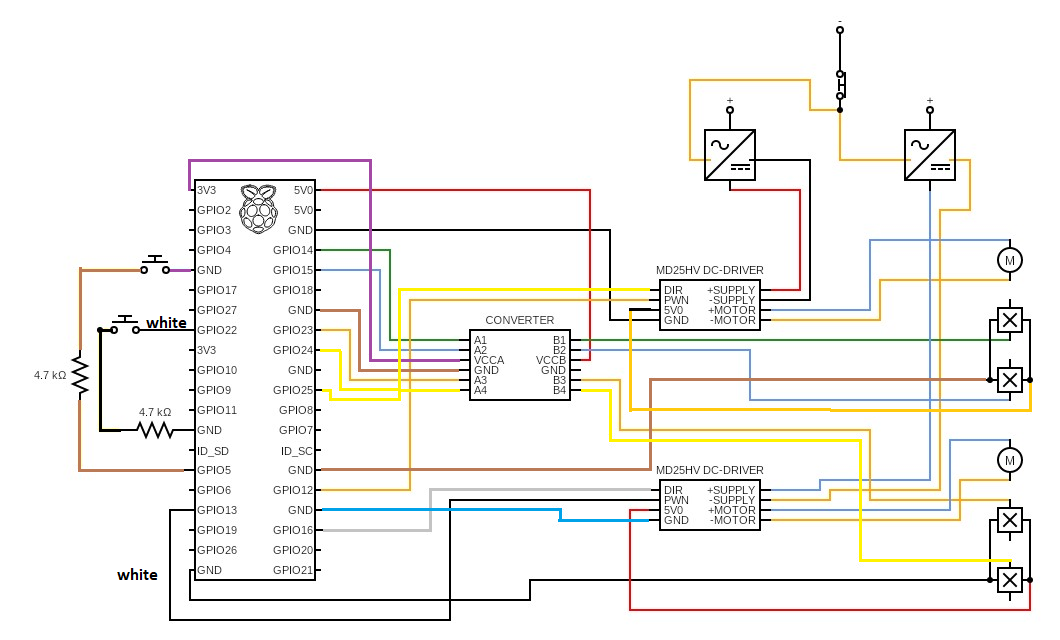 -
+
+
3V3 5V0
GPIO2 5V0
GPIO3 GND
GPIO4 GPIO14
GND GPIO15
GPIO17 GPIO18
GPIO27 GND
GPIO22 GPIO23
3V3 GPIO24
GPIO10 GND
GPIO9 GPIO25
GPIO11 GPIO8
GND GPIO7
ID_SD ID_SC
GPIO5 GND
GPIO6 GPIO12
GPIO13 GND
GPIO19 GPIO16
GPIO26 GPIO20
GND GPIO21
white
4.7 kΩ
4.7 kΩ
white
CONVERTER
A1 B1
A2 B2
VCCA VCCB
GND GND
A3 B3
A4 B4
MD25HV DC-DRIVER
DIR +SUPPLY
PWN -SUPPLY
5V0 +MOTOR
GND -MOTOR
M
MD25HV DC-DRIVER
DIR +SUPPLY
PWN -SUPPLY
5V0 +MOTOR
GND -MOTOR
M